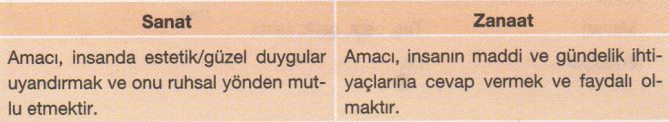 Sanat
Zanaat
Amacı, insanda estetik/güzel duygular
uyandırmak ve onu ruhsal yönden mut-
lu etmektir.
Amacı, insanın maddi ve gündelik ihti-
yaçlarına cevap vermek ve faydalı ol-
maktır.